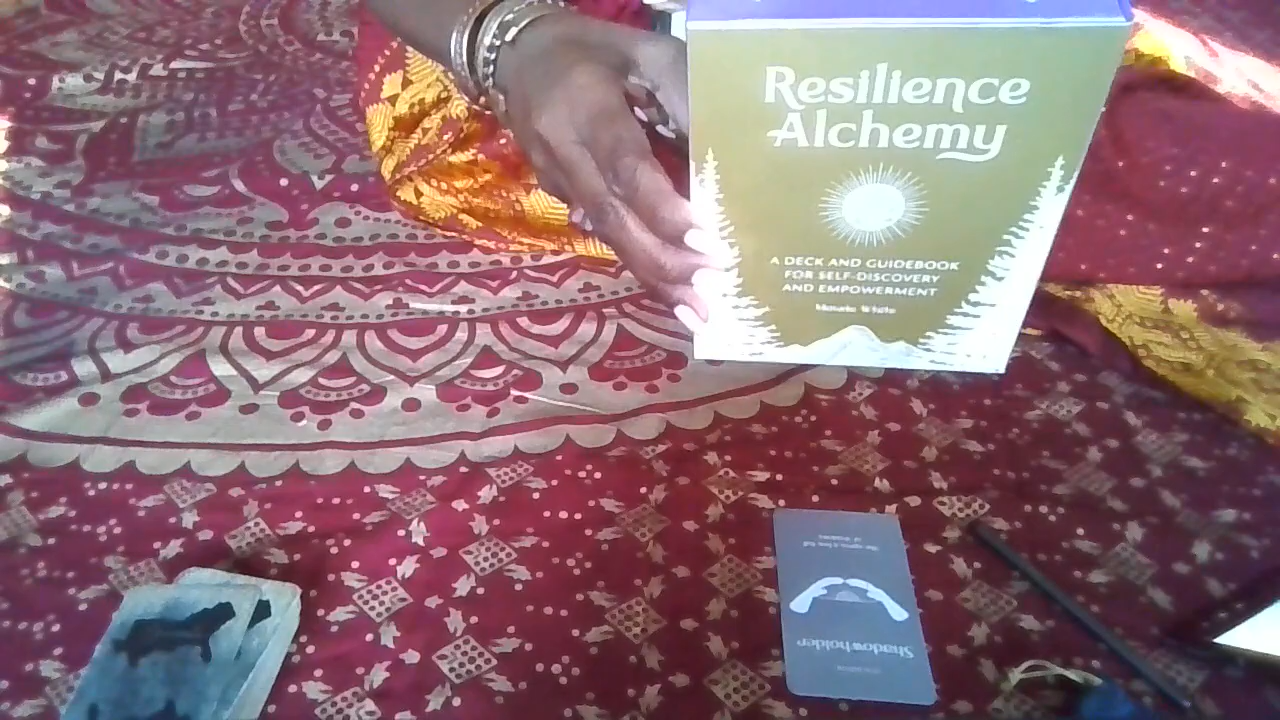 Resilience
Alchemy
A DECK AND GUIDEBOOK
FOR SELF-DISCOVERY
AND EMPOWERMENT
Shadowholder